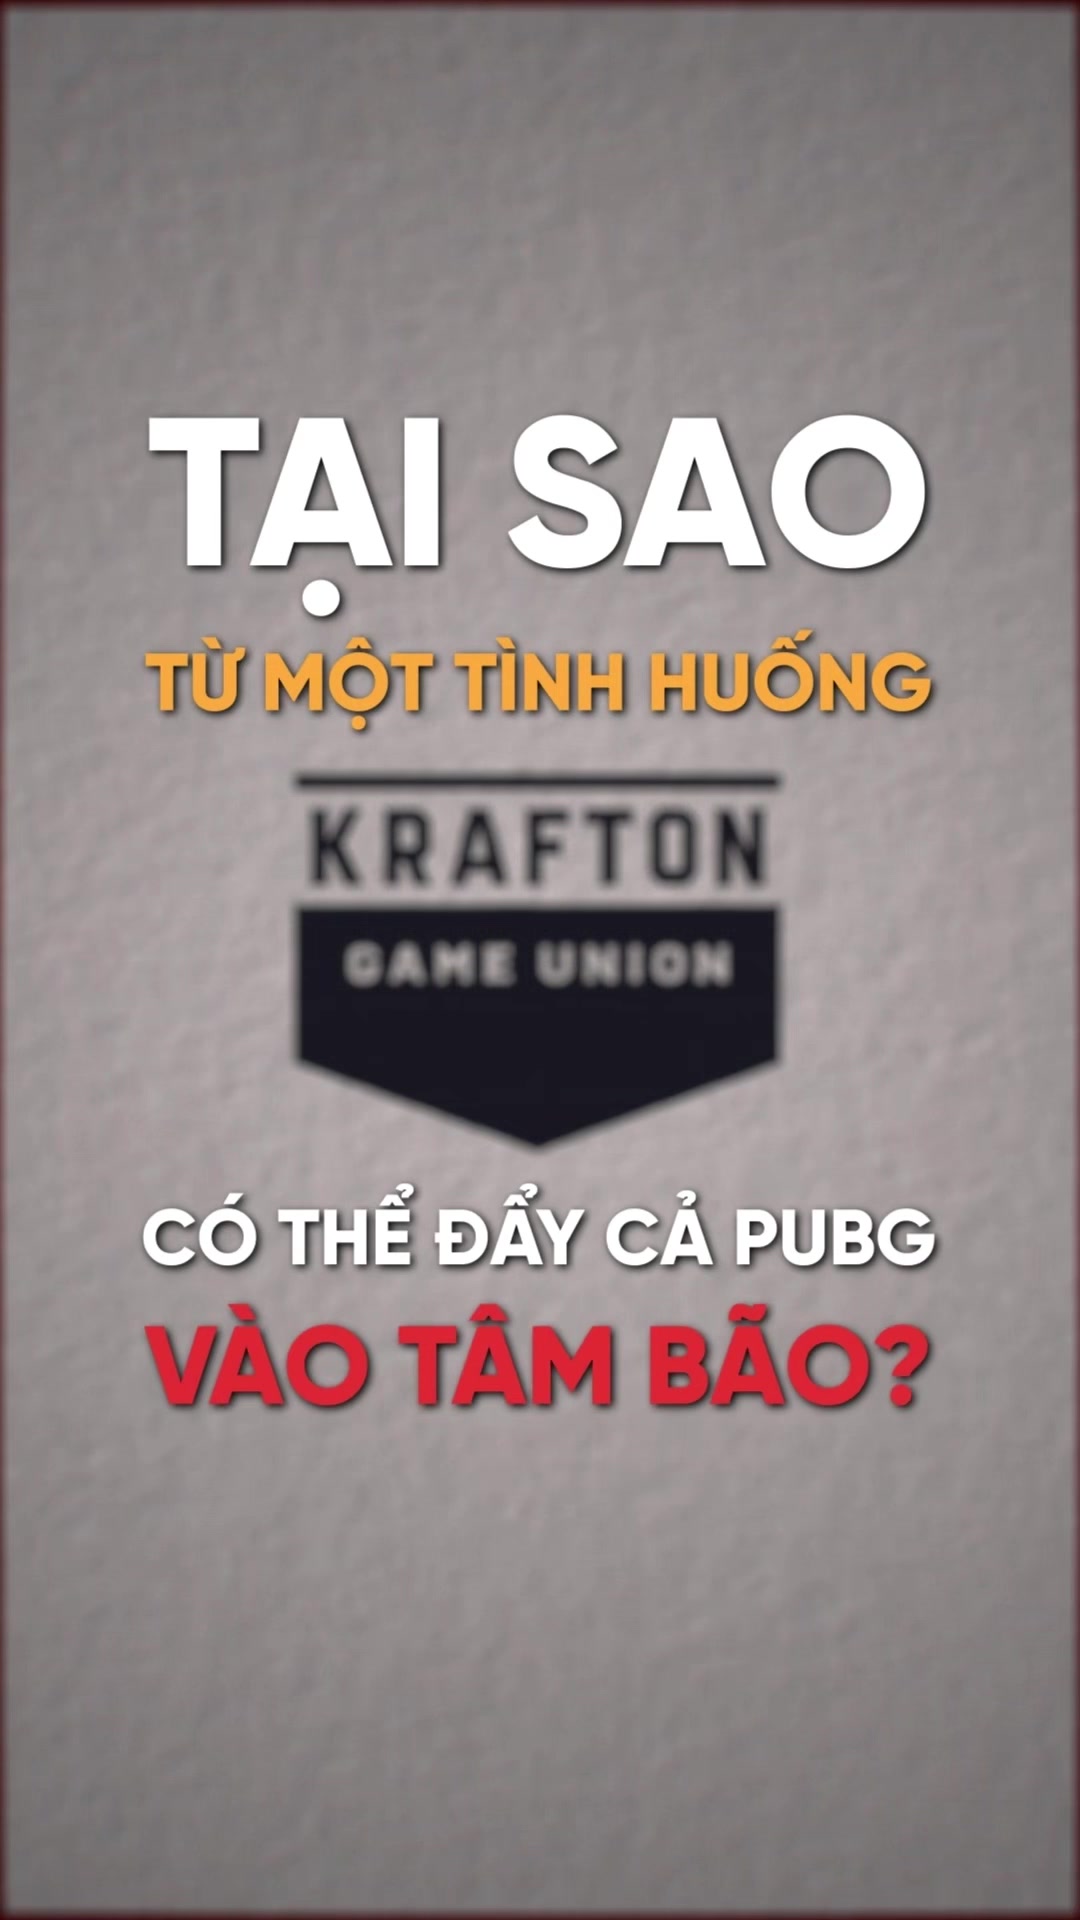 TẠI SAO
TỪ MỘT TÌNH HUỐNG
KRAFTON
GAME UNION
CÓ THỂ ĐẨY CẢ PUBG
VÀO TÂM BÃO?